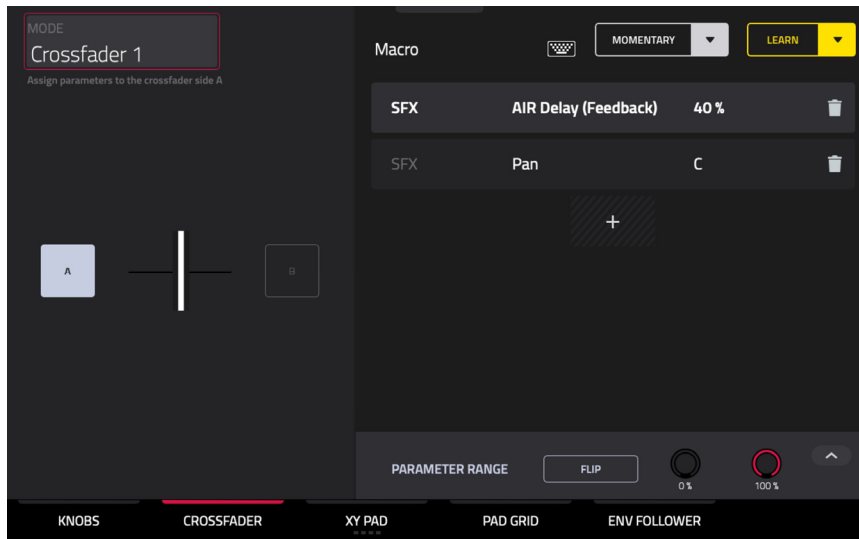 MODE
Crossfader 1
Assign parameters to the crossfader side A
A
B
Macro
MOMENTARY
LEARN
SFX AIR Delay (Feedback) 40 %
SFX Pan C
+
PARAMETER RANGE FLIP 0 % 100 %
KNOBS CROSSFADER XY PAD PAD GRID ENV FOLLOWER